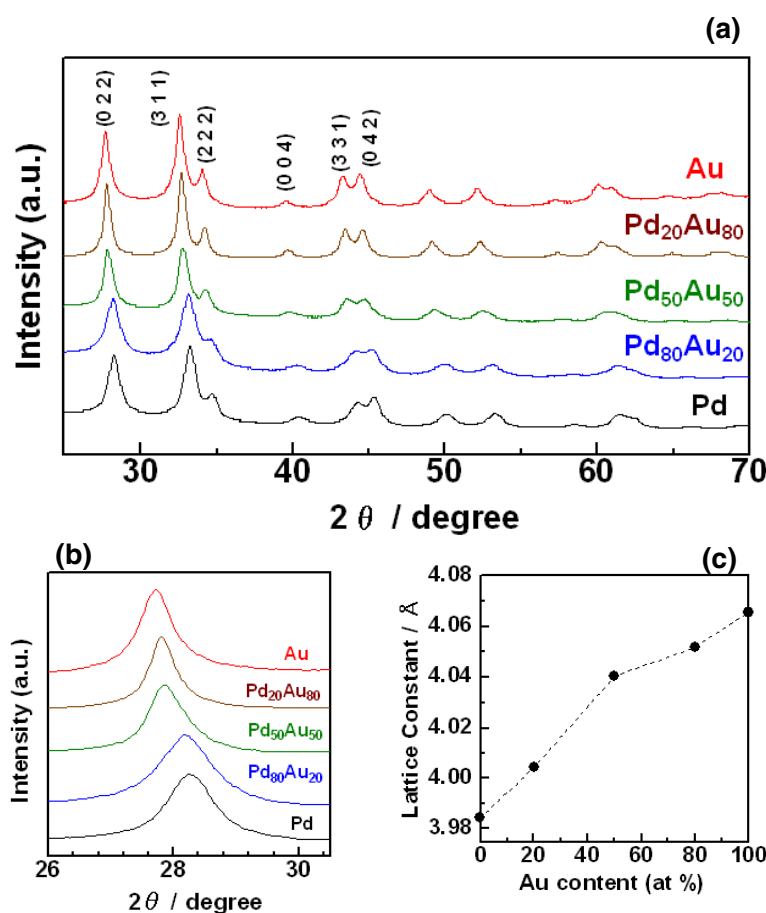 (a)
(0 2 2)
(3 1 1)
(2 2 2)
(0 0 4)
(3 3 1)
(0 4 2)
Au
Pd₂₀Au₈₀
Pd₅₀Au₅₀
Pd₈₀Au₂₀
Pd
Intensity (a.u.)
30 40 50 60 70
2 θ / degree
(b)
Au
Pd₂₀Au₈₀
Pd₅₀Au₅₀
Pd₈₀Au₂₀
Pd
Intensity (a.u.)
26 28 30
2θ / degree
(c)
4.08
4.06
4.04
4.02
4.00
3.98
Lattice Constant / Å
0 20 40 60 80 100
Au content (at %)